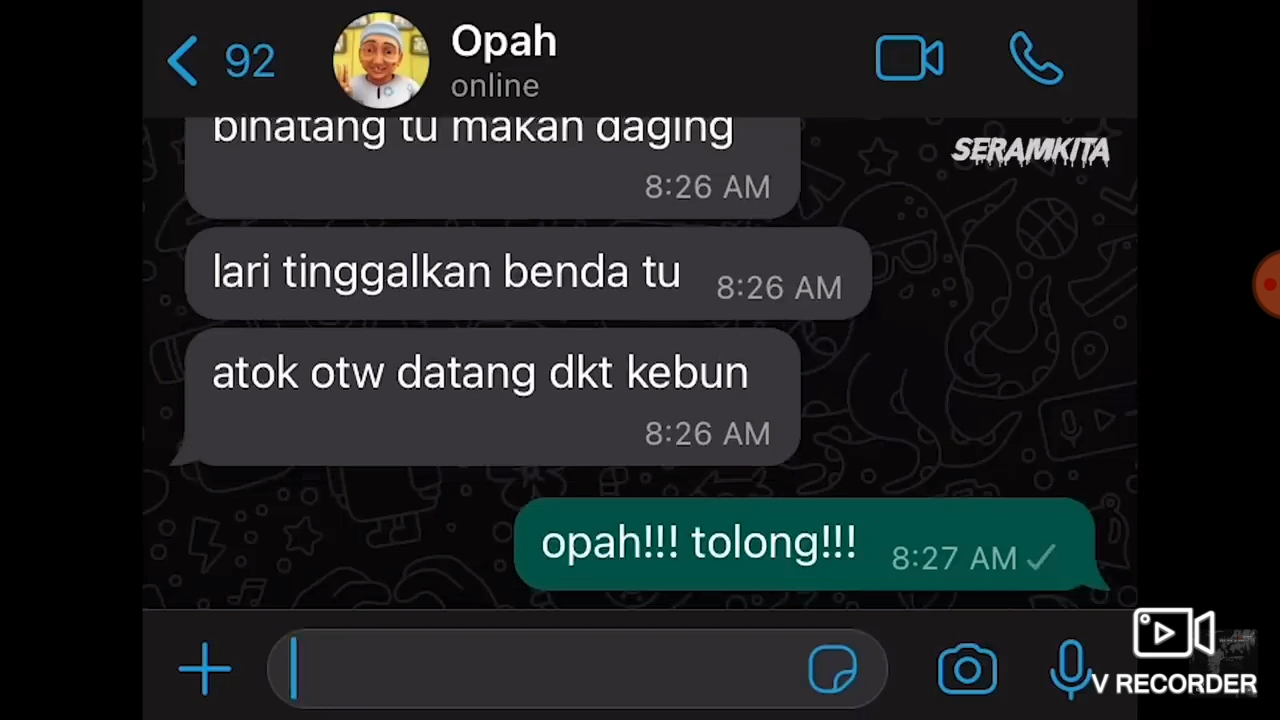 92
Opah
online
binatang tu makan daging
8:26 AM
SERAMKITA
lari tinggalkan benda tu 8:26 AM
atok otw datang dkt kebun
8:26 AM
opah!!! tolong!!! 8:27 AM
V RECORDER